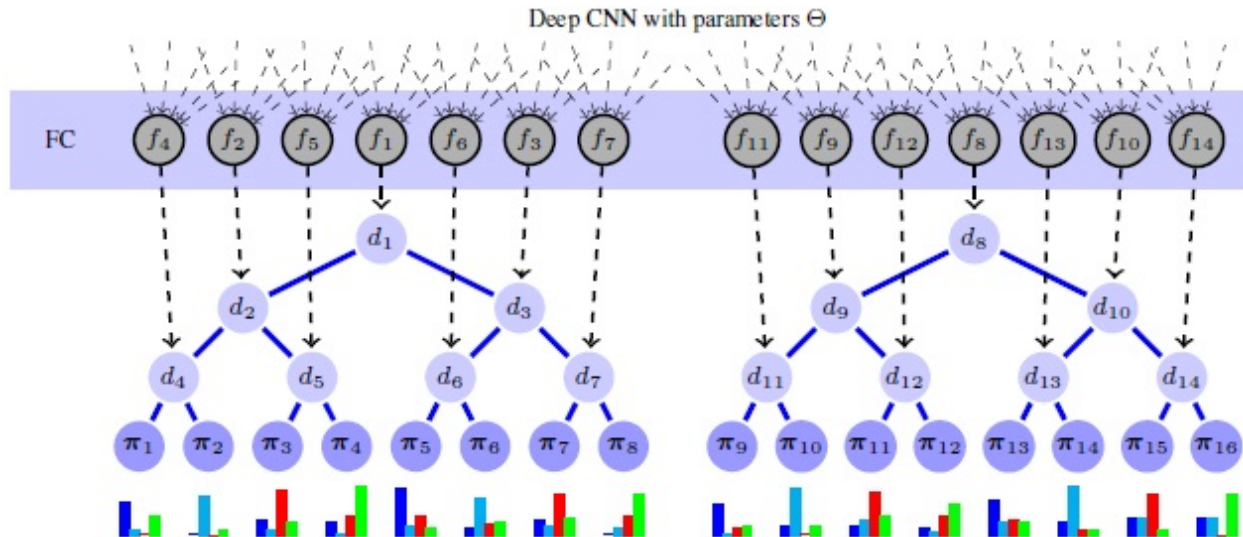 Deep CNN with parameters Θ
FC f₄ f₂ f₅ f₁ f₆ f₃ f₇ f₁₁ f₉ f₁₂ f₈ f₁₃ f₁₀ f₁₄
d₁ d₈
d₂ d₃ d₉ d₁₀
d₄ d₅ d₆ d₇ d₁₁ d₁₂ d₁₃ d₁₄
π₁ π₂ π₃ π₄ π₅ π₆ π₇ π₈ π₉ π₁₀ π₁₁ π₁₂ π₁₃ π₁₄ π₁₅ π₁₆